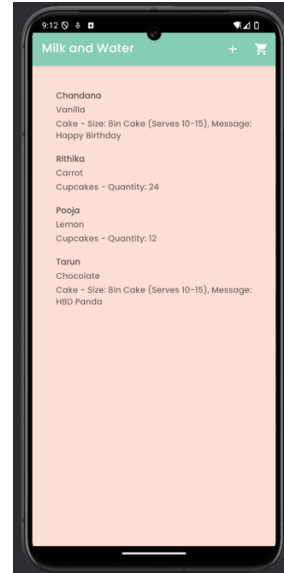 9:12
Milk and Water
Chandana
Vanilla
Cake - Size: 8in Cake (Serves 10-15), Message:
Happy Birthday
Rithika
Carrot
Cupcakes - Quantity: 24
Pooja
Lemon
Cupcakes - Quantity: 12
Tarun
Chocolate
Cake - Size: 8in Cake (Serves 10-15), Message:
HBD Panda